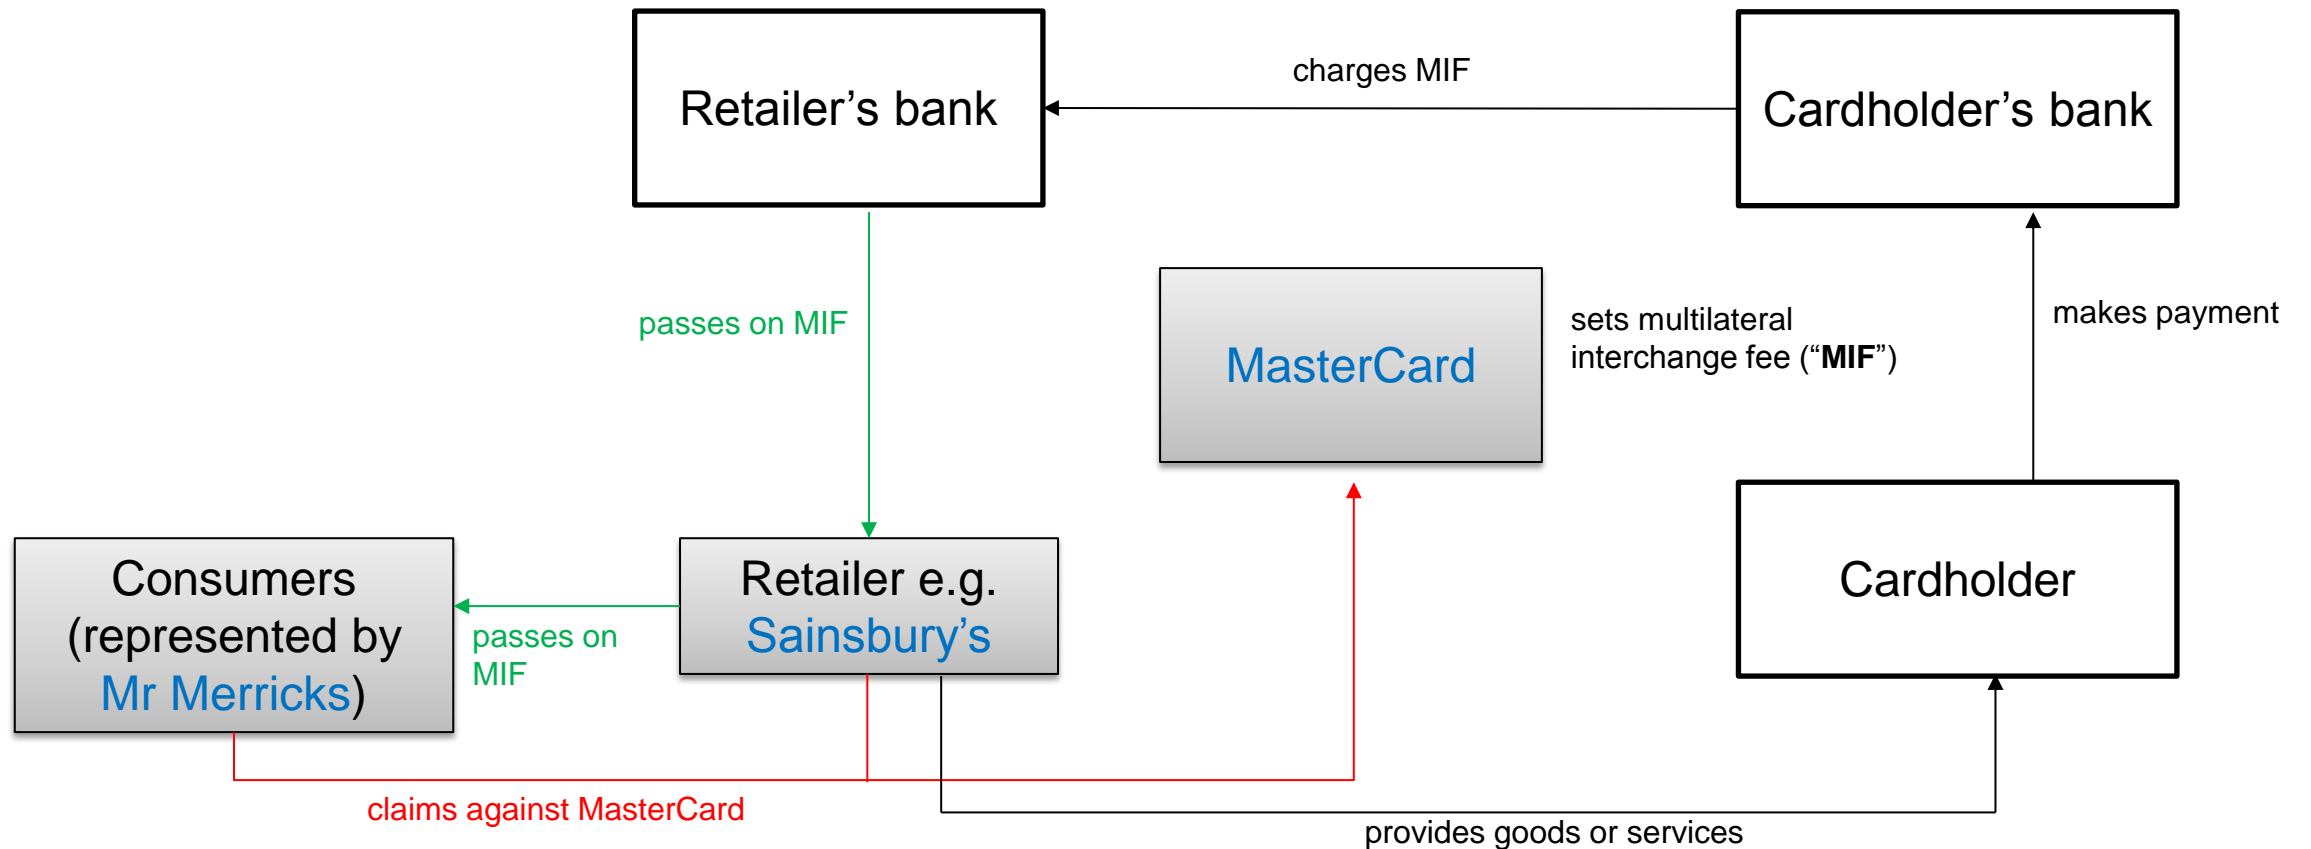 Retailer’s bank
charges MIF
Cardholder’s bank
passes on MIF
MasterCard
sets multilateral
interchange fee (“MIF”)
makes payment
Consumers
(represented by
Mr Merricks)
passes on
MIF
Retailer e.g.
Sainsbury’s
Cardholder
claims against MasterCard
provides goods or services